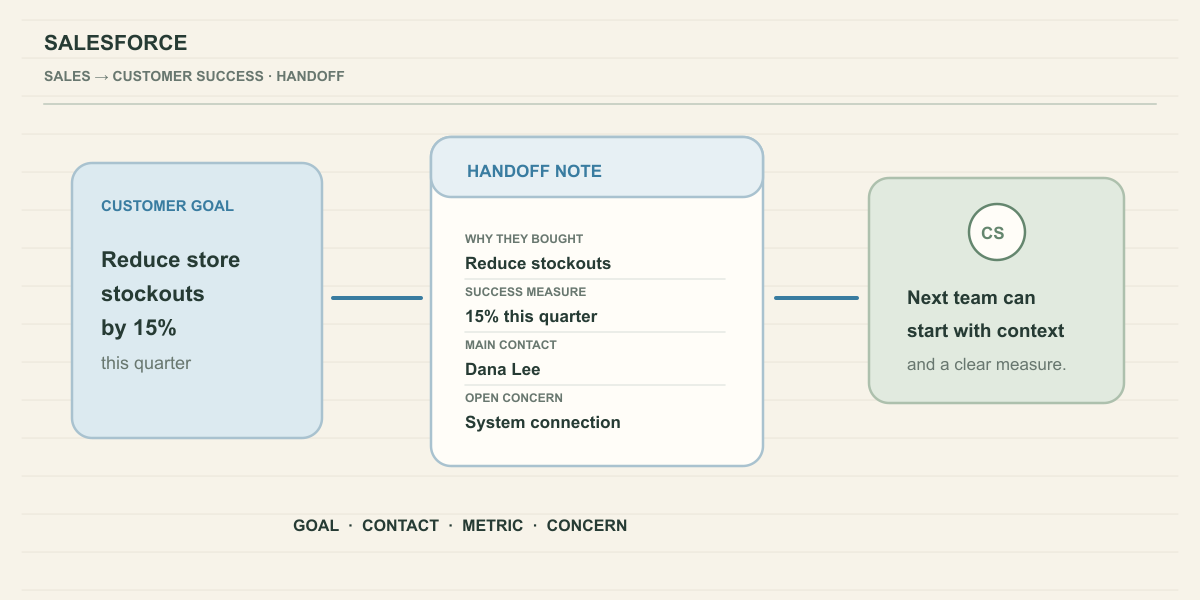 SALESFORCE
SALES → CUSTOMER SUCCESS · HANDOFF
CUSTOMER GOAL
Reduce store
stockouts
by 15%
this quarter
HANDOFF NOTE
WHY THEY BOUGHT
Reduce stockouts
SUCCESS MEASURE
15% this quarter
MAIN CONTACT
Dana Lee
OPEN CONCERN
System connection
CS
Next team can
start with context
and a clear measure.
GOAL · CONTACT · METRIC · CONCERN